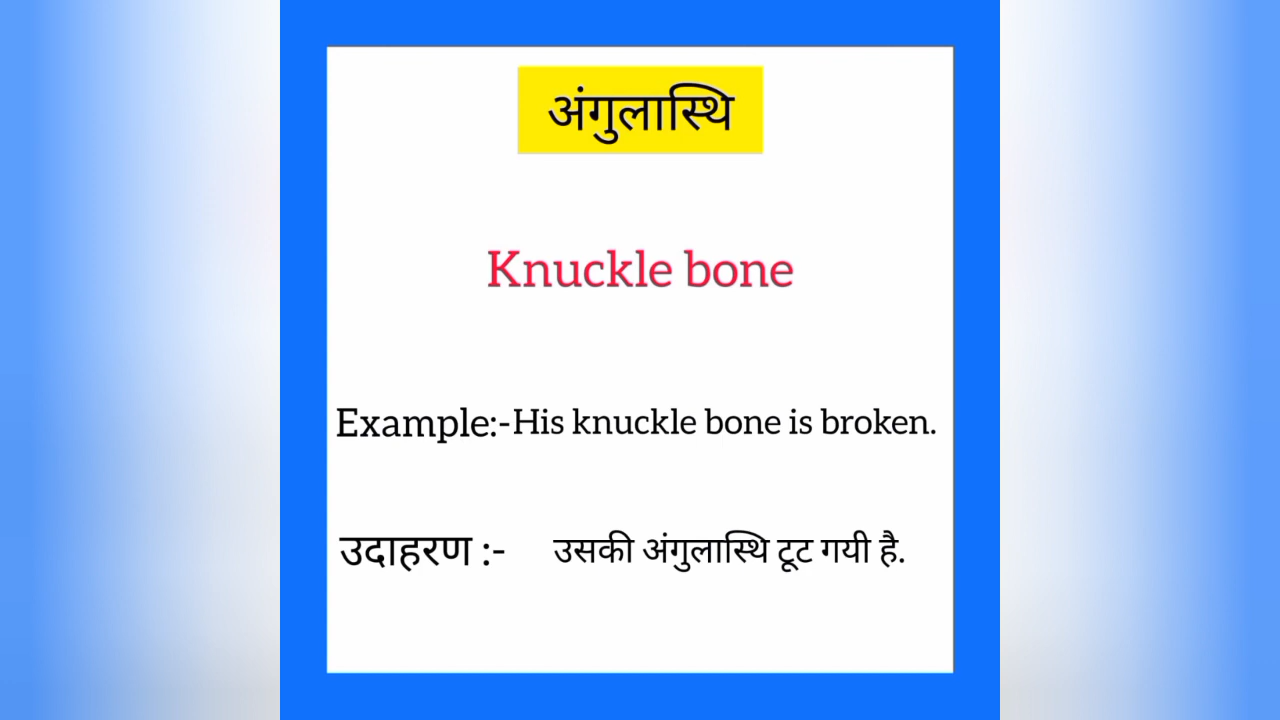 अंगुलास्थि
Knuckle bone
Example:-His knuckle bone is broken.
उदाहरण :- उसकी अंगुलास्थि टूट गयी है.